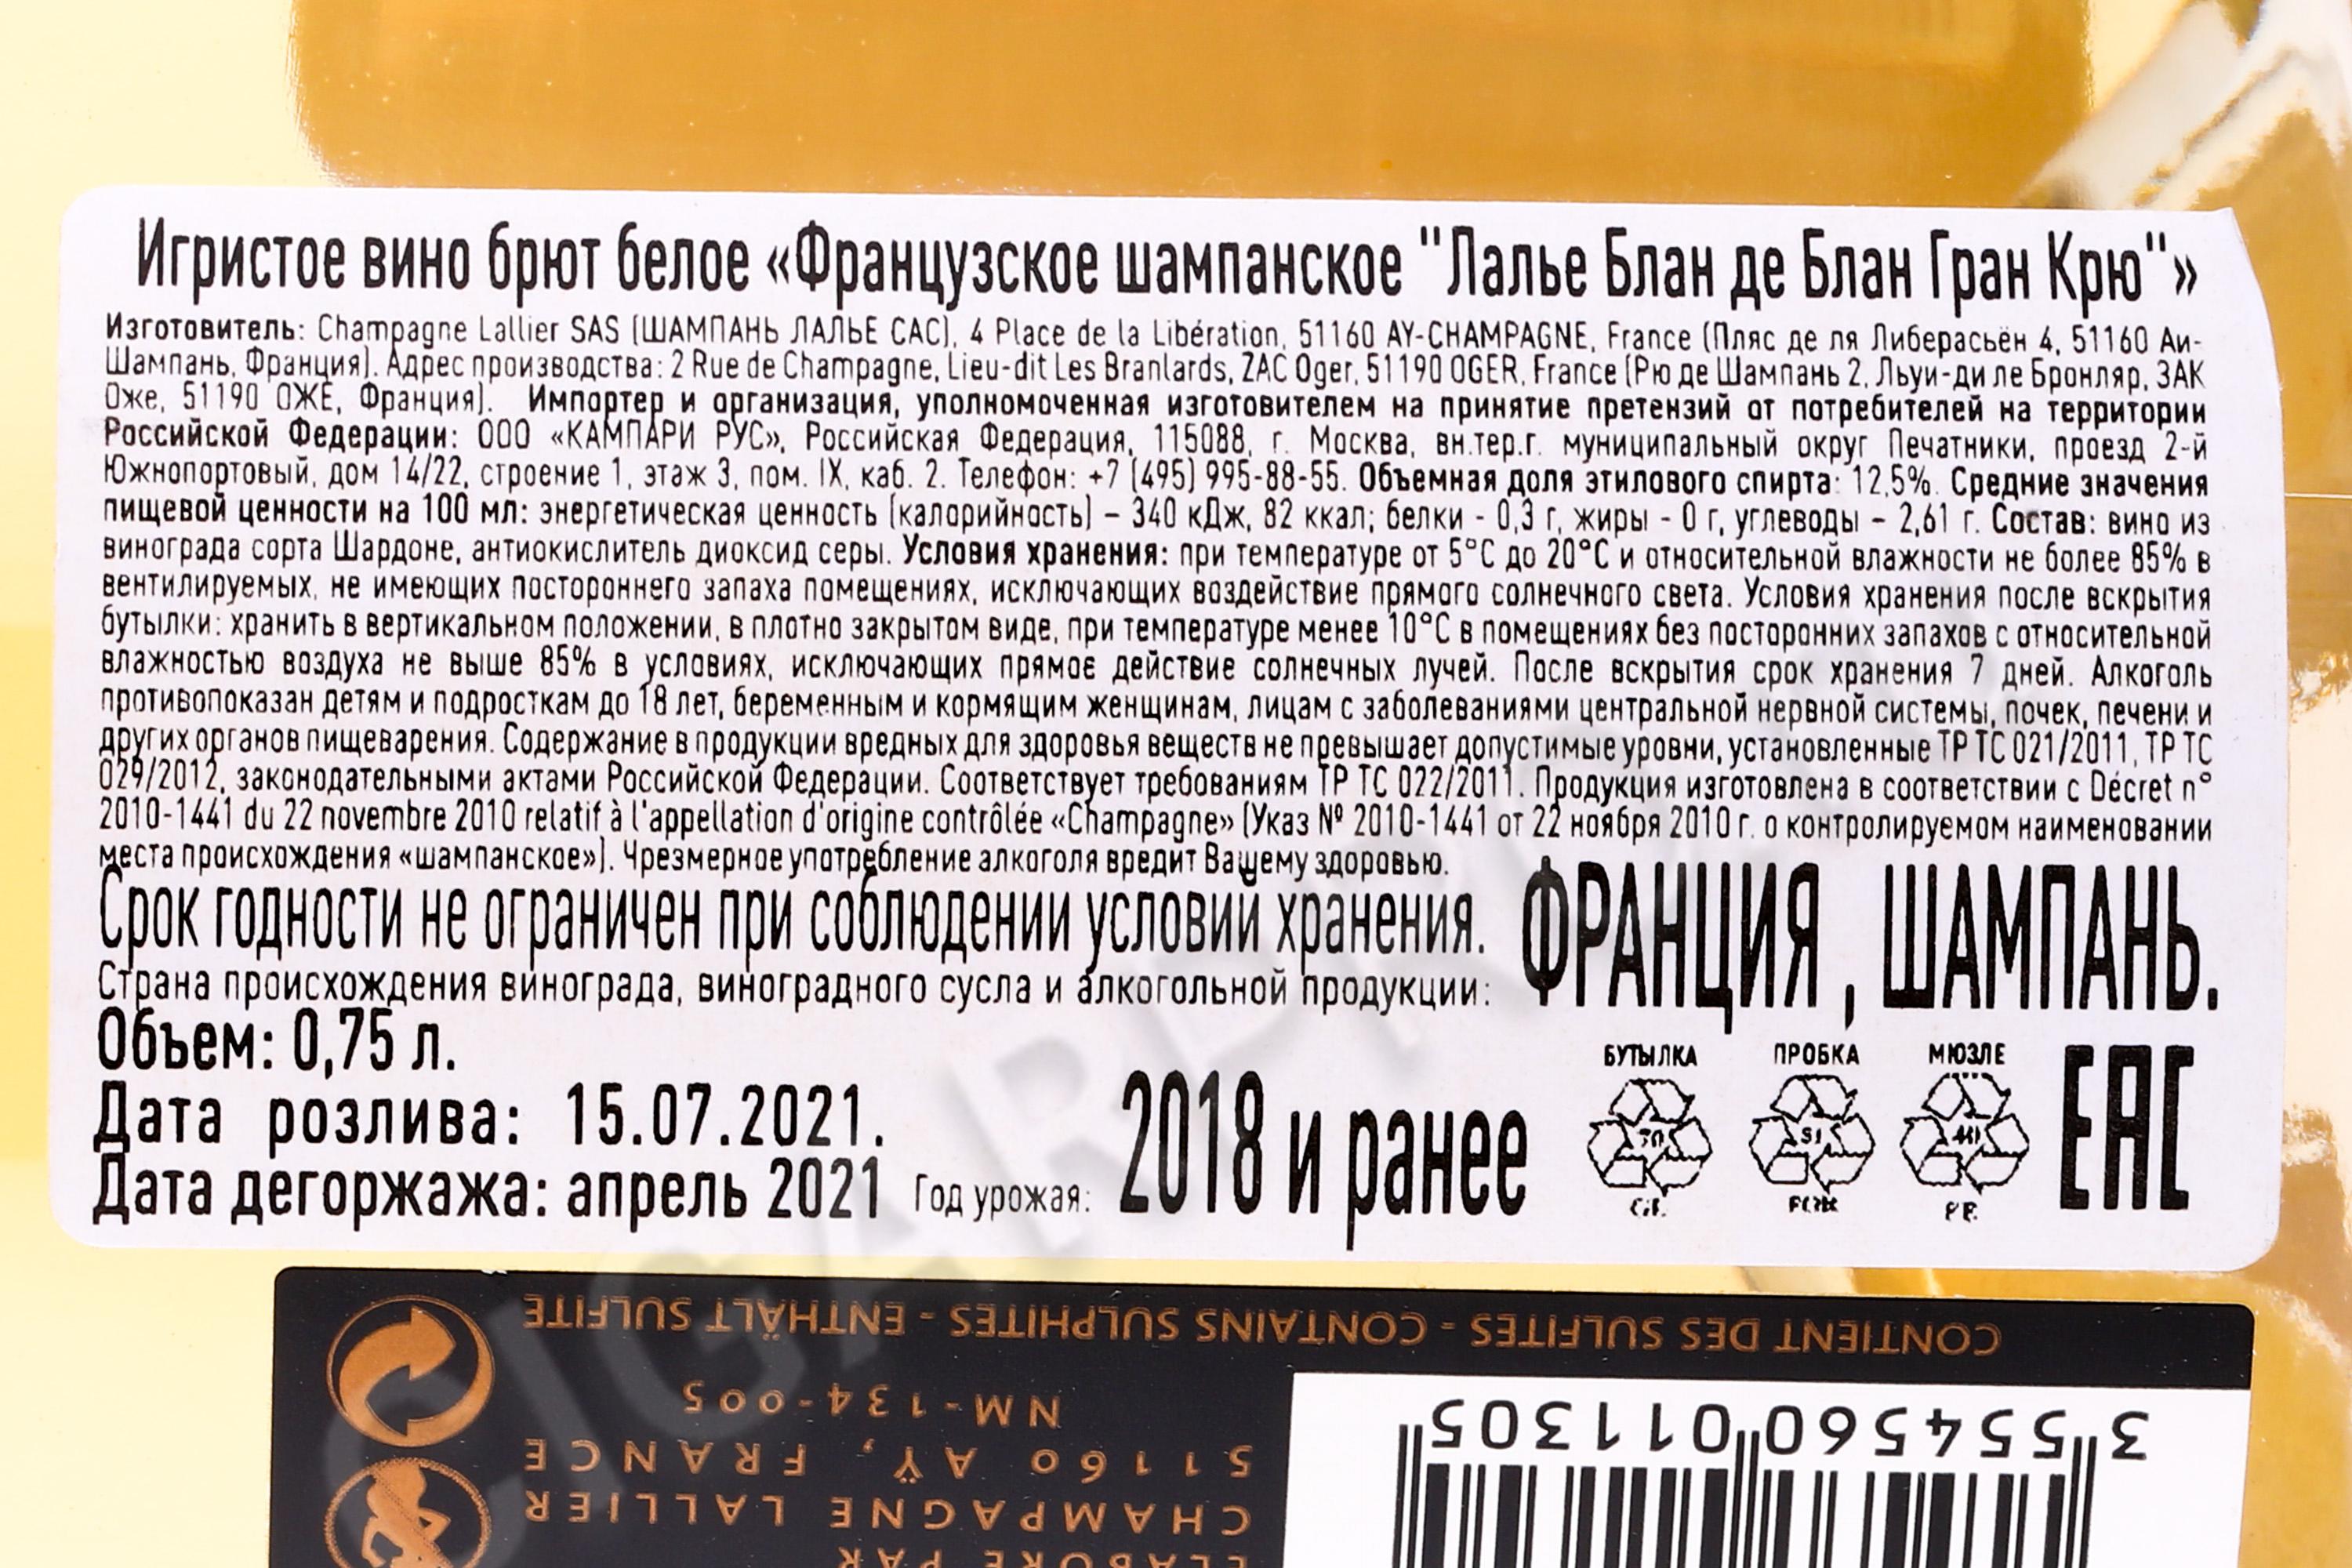 Игристое вино брют белое «Французское шампанское "Лалье Блан де Блан Гран Крю"»
Изготовитель: Champagne Lallier SAS (ШАМПАНЬ ЛАЛЬЕ САС), 4 Place de la Libération, 51160 AY-CHAMPAGNE, France (Пляс де ля Либерасьён 4, 51160 Аи-
Шампань, Франция). Адрес производства: 2 Rue de Champagne, Lieu-dit Les Branlards, ZAC Oger, 51190 OGER, France (Рю де Шампань 2, Льуи-ди ле Бронляр, ЗАК
Оже, 51190 ОЖЕ, Франция). Импортер и организация, уполномоченная изготовителем на принятие претензий от потребителей на территории
Российской Федерации: ООО «КАМПАРИ РУС», Российская Федерация, 115088, г. Москва, вн.тер.г. муниципальный округ Печатники, проезд 2-й
Южнопортовый, дом 14/22, строение 1, этаж 3, пом. IX, каб. 2. Телефон: +7 (495) 995-88-55. Объемная доля этилового спирта: 12,5%. Средние значения
пищевой ценности на 100 мл: энергетическая ценность (калорийность) – 340 кДж, 82 ккал; белки - 0,3 г, жиры - 0 г, углеводы – 2,61 г. Состав: вино из
винограда сорта Шардоне, антиокислитель диоксид серы. Условия хранения: при температуре от 5°С до 20°С и относительной влажности не более 85% в
вентилируемых, не имеющих постороннего запаха помещениях, исключающих воздействие прямого солнечного света. Условия хранения после вскрытия
бутылки: хранить в вертикальном положении, в плотно закрытом виде, при температуре менее 10°С в помещениях без посторонних запахов с относительной
влажностью воздуха не выше 85% в условиях, исключающих прямое действие солнечных лучей. После вскрытия срок хранения 7 дней. Алкоголь
противопоказан детям и подросткам до 18 лет, беременным и кормящим женщинам, лицам с заболеваниями центральной нервной системы, почек, печени и
других органов пищеварения. Содержание в продукции вредных для здоровья веществ не превышает допустимые уровни, установленные ТР ТС 021/2011, ТР ТС
029/2012, законодательными актами Российской Федерации. Соответствует требованиям ТР ТС 022/2011. Продукция изготовлена в соответствии с Décret n°
2010-1441 du 22 novembre 2010 relatif à l'appellation d'origine contrôlée «Champagne» (Указ № 2010-1441 от 22 ноября 2010 г. о контролируемом наименовании
места происхождения «шампанское»). Чрезмерное употребление алкоголя вредит Вашему здоровью.
Срок годности не ограничен при соблюдении условий хранения.
Страна происхождения винограда, виноградного сусла и алкогольной продукции: ФРАНЦИЯ, ШАМПАНЬ.
Объем: 0,75 л.
Дата розлива: 15.07.2021.
Дата дегоржажа: апрель 2021 Год урожая: 2018 и ранее
БУТЫЛКА ПРОБКА МЮЗЛЕ
70 51 40
FOR
EAC
CONTIENT DES SULFITES - CONTAINS SULPHITES - ENTHÄLT SULFITE
NM-134-005
51160 AŸ, FRANCE
CHAMPAGNE LALLIER
ELABORE PAR
3 554560 011305